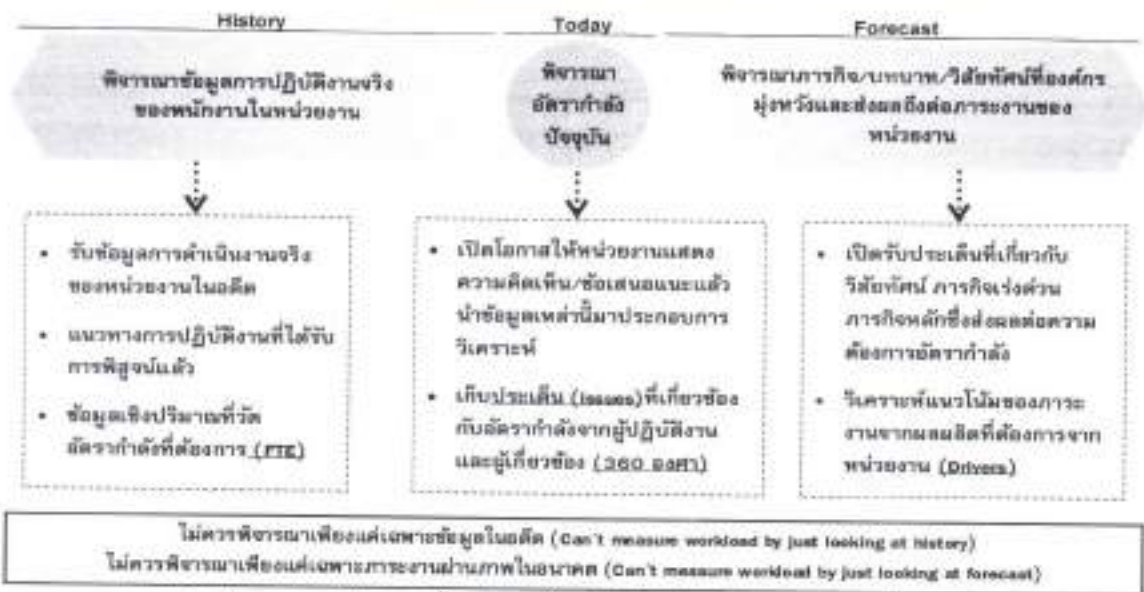 History
Today
Forecast
พิจารณาข้อมูลการปฏิบัติงานจริง
ของพนักงานในหน่วยงาน
พิจารณา
อัตรากำลัง
ปัจจุบัน
พิจารณาภารกิจ/บทบาท/วิสัยทัศน์ที่องค์กร
มุ่งหวังและส่งผลถึงต่อภาระงานของ
หน่วยงาน
• รับข้อมูลการดำเนินงานจริง
ของหน่วยงานในอดีต
• แนวทางการปฏิบัติงานที่ได้รับ
การพิสูจน์แล้ว
• ข้อมูลเชิงปริมาณที่วัด
อัตรากำลังที่ต้องการ (FTE)
• เปิดโอกาสให้หน่วยงานแสดง
ความคิดเห็น/ข้อเสนอแนะแล้ว
นำข้อมูลเหล่านี้มาประกอบการ
วิเคราะห์
• เก็บประเด็น (Issues)ที่เกี่ยวข้อง
กับอัตรากำลังจากผู้ปฏิบัติงาน
และผู้เกี่ยวข้อง (360 องศา)
• เปิดรับประเด็นที่เกี่ยวกับ
วิสัยทัศน์ ภารกิจเร่งด่วน
ภารกิจหลักซึ่งส่งผลต่อความ
ต้องการอัตรากำลัง
• วิเคราะห์แนวโน้มของภาระ
งานจากผลผลิตที่ต้องการจาก
หน่วยงาน (Drivers)
ไม่ควรพิจารณาเพียงแค่เฉพาะข้อมูลในอดีต (Can't measure workload by just looking at history)
ไม่ควรพิจารณาเพียงแค่เฉพาะภาระงานผ่านภาพในอนาคต (Can't measure workload by just looking at forecast)